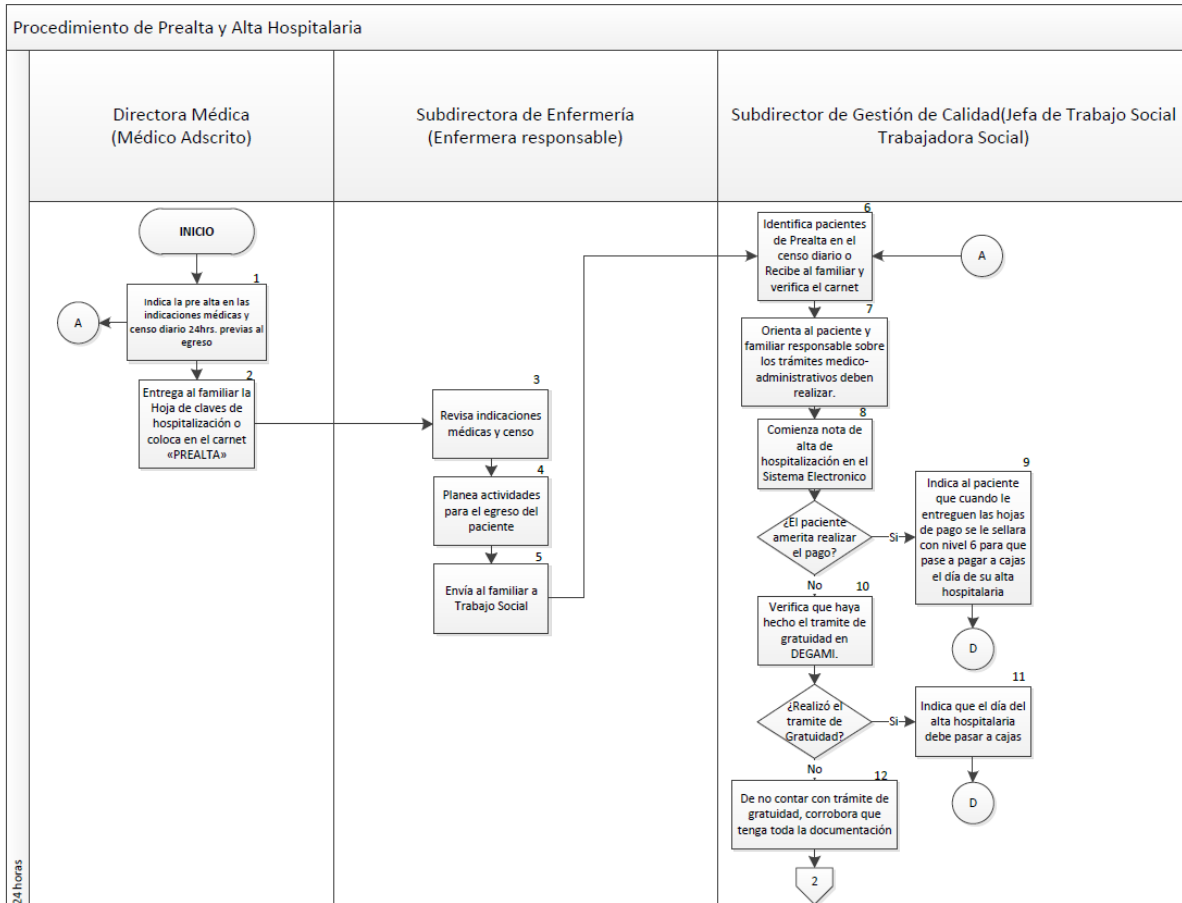 Procedimiento de Prealta y Alta Hospitalaria
Directora Médica
(Médico Adscrito)
Subdirectora de Enfermería
(Enfermera responsable)
Subdirector de Gestión de Calidad(Jefa de Trabajo Social
Trabajadora Social)
INICIO
1
Indica la pre alta en las
indicaciones médicas y
censo diario 24hrs. previas al
egreso
A
2
Entrega al familiar la
Hoja de claves de
hospitalización o
coloca en el carnet
«PREALTA»
3
Revisa indicaciones
médicas y censo
4
Planea actividades
para el egreso del
paciente
5
Envía al familiar a
Trabajo Social
6
Identifica pacientes
de Prealta en el
censo diario o
Recibe al familiar y
verifica el carnet
A
7
Orienta al paciente y
familiar responsable sobre
los trámites medico-
administrativos deben
realizar.
8
Comienza nota de
alta de
hospitalización en el
Sistema Electronico
¿El paciente
amerita realizar
el pago?
Si
9
Indica al paciente
que cuando le
entreguen las hojas
de pago se le sellara
con nivel 6 para que
pase a pagar a cajas
el día de su alta
hospitalaria
D
No
10
Verifica que haya
hecho el tramite de
gratuidad en
DEGAMI.
¿Realizó el
tramite de
Gratuidad?
Si
11
Indica que el día del
alta hospitalaria
debe pasar a cajas
D
No
12
De no contar con trámite de
gratuidad, corrobora que
tenga toda la documentación
2
24 horas